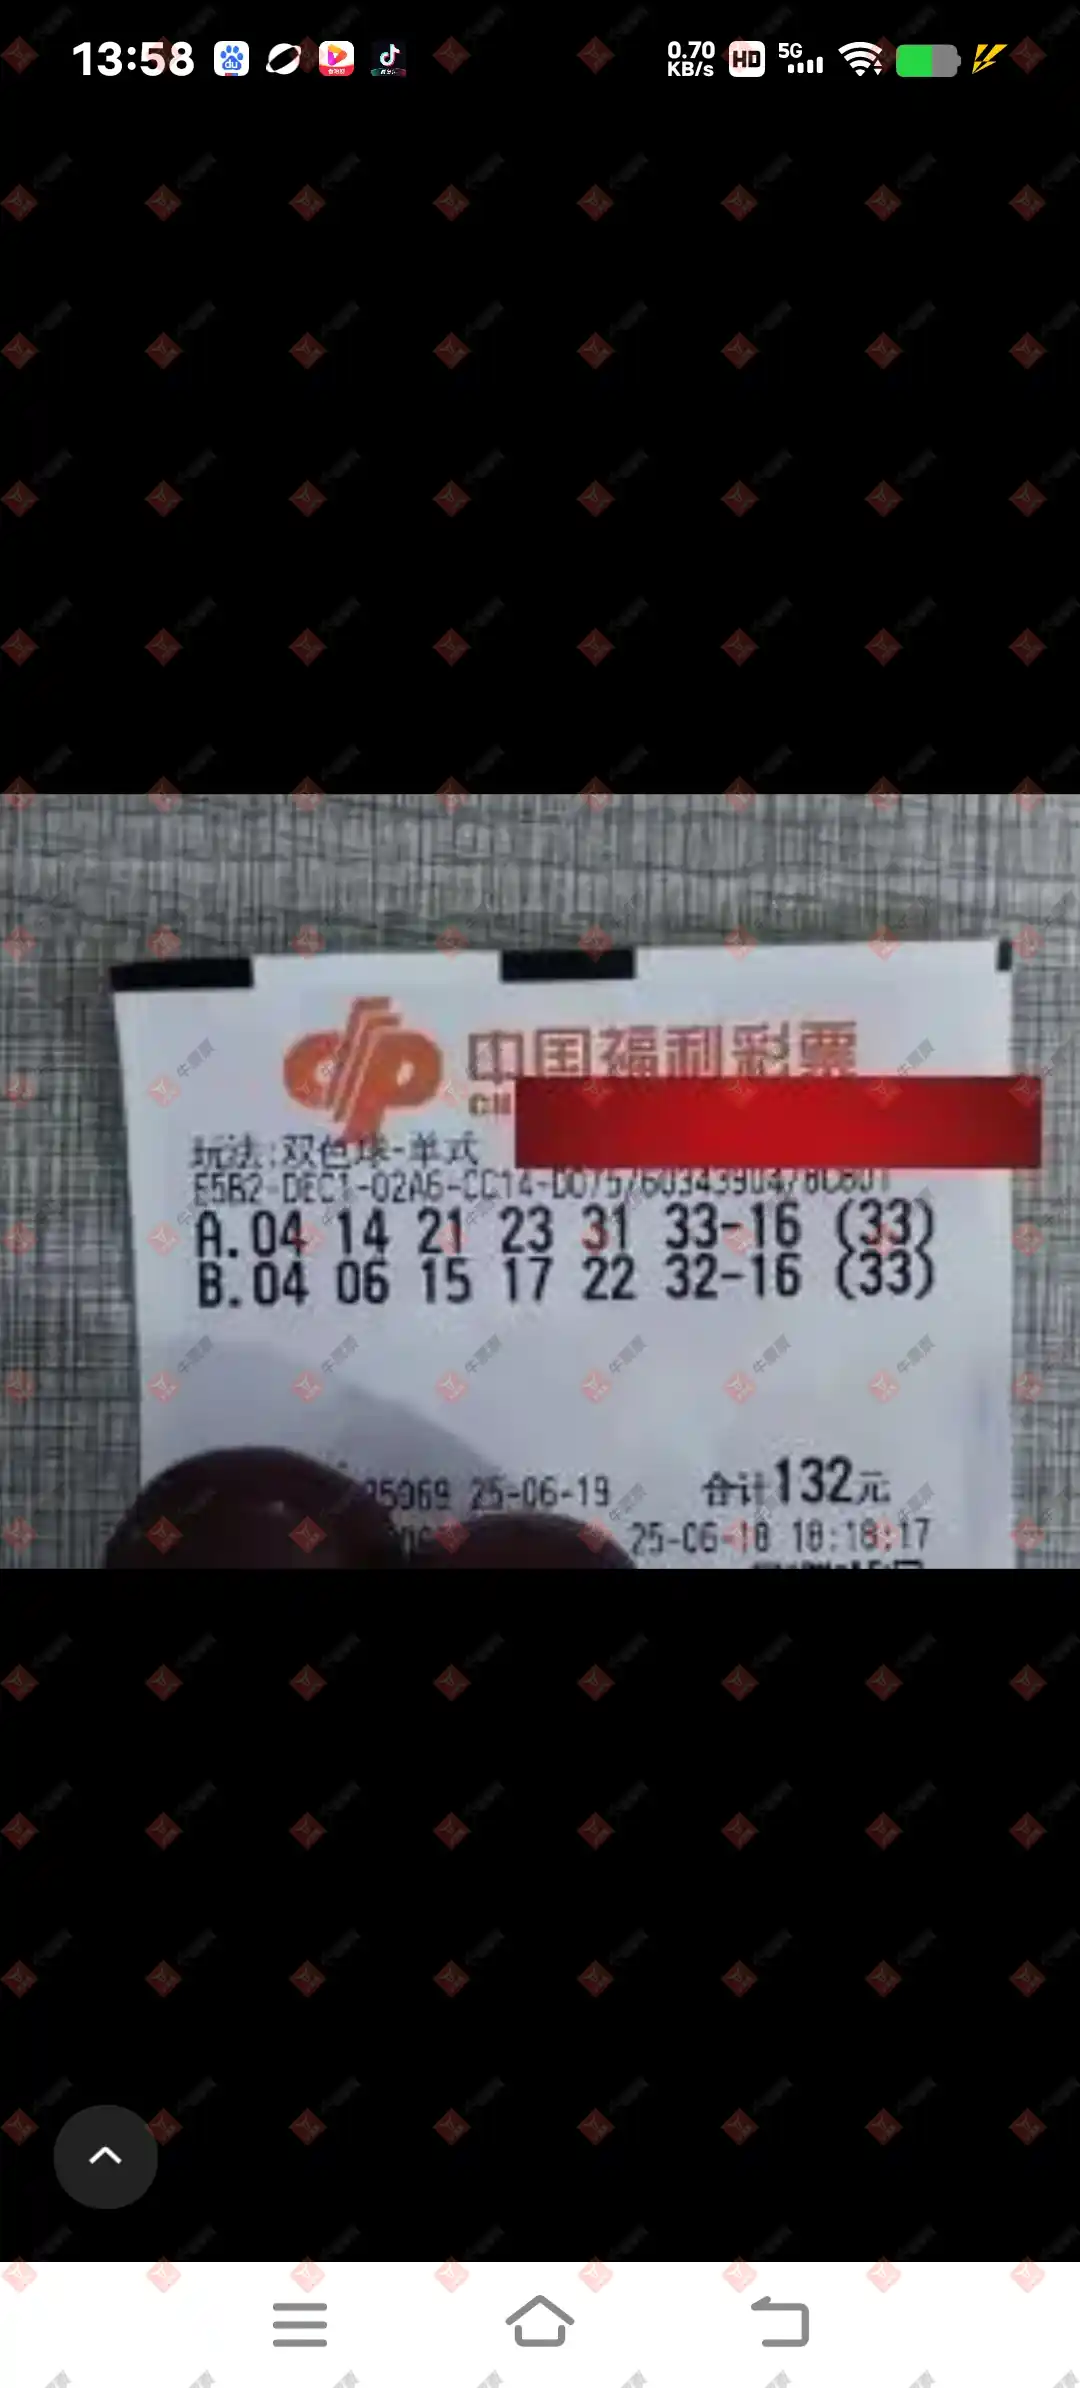 13:58
0.70 KB/s HD 5G
中国福利彩票
玩法:双色球-单式
A.04 14 21 23 31 33-16 (33)
B.04 06 15 17 22 32-16 (33)
25069 25-06-19 合计132元
25-06-18 18:18:17